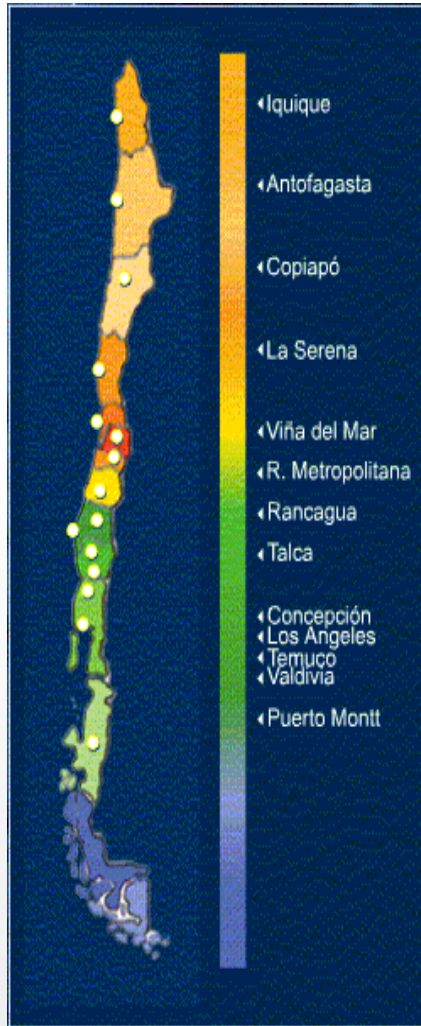 Iquique
Antofagasta
Copiapó
La Serena
Viña del Mar
R. Metropolitana
Rancagua
Talca
Concepción
Los Angeles
Temuco
Valdivia
Puerto Montt